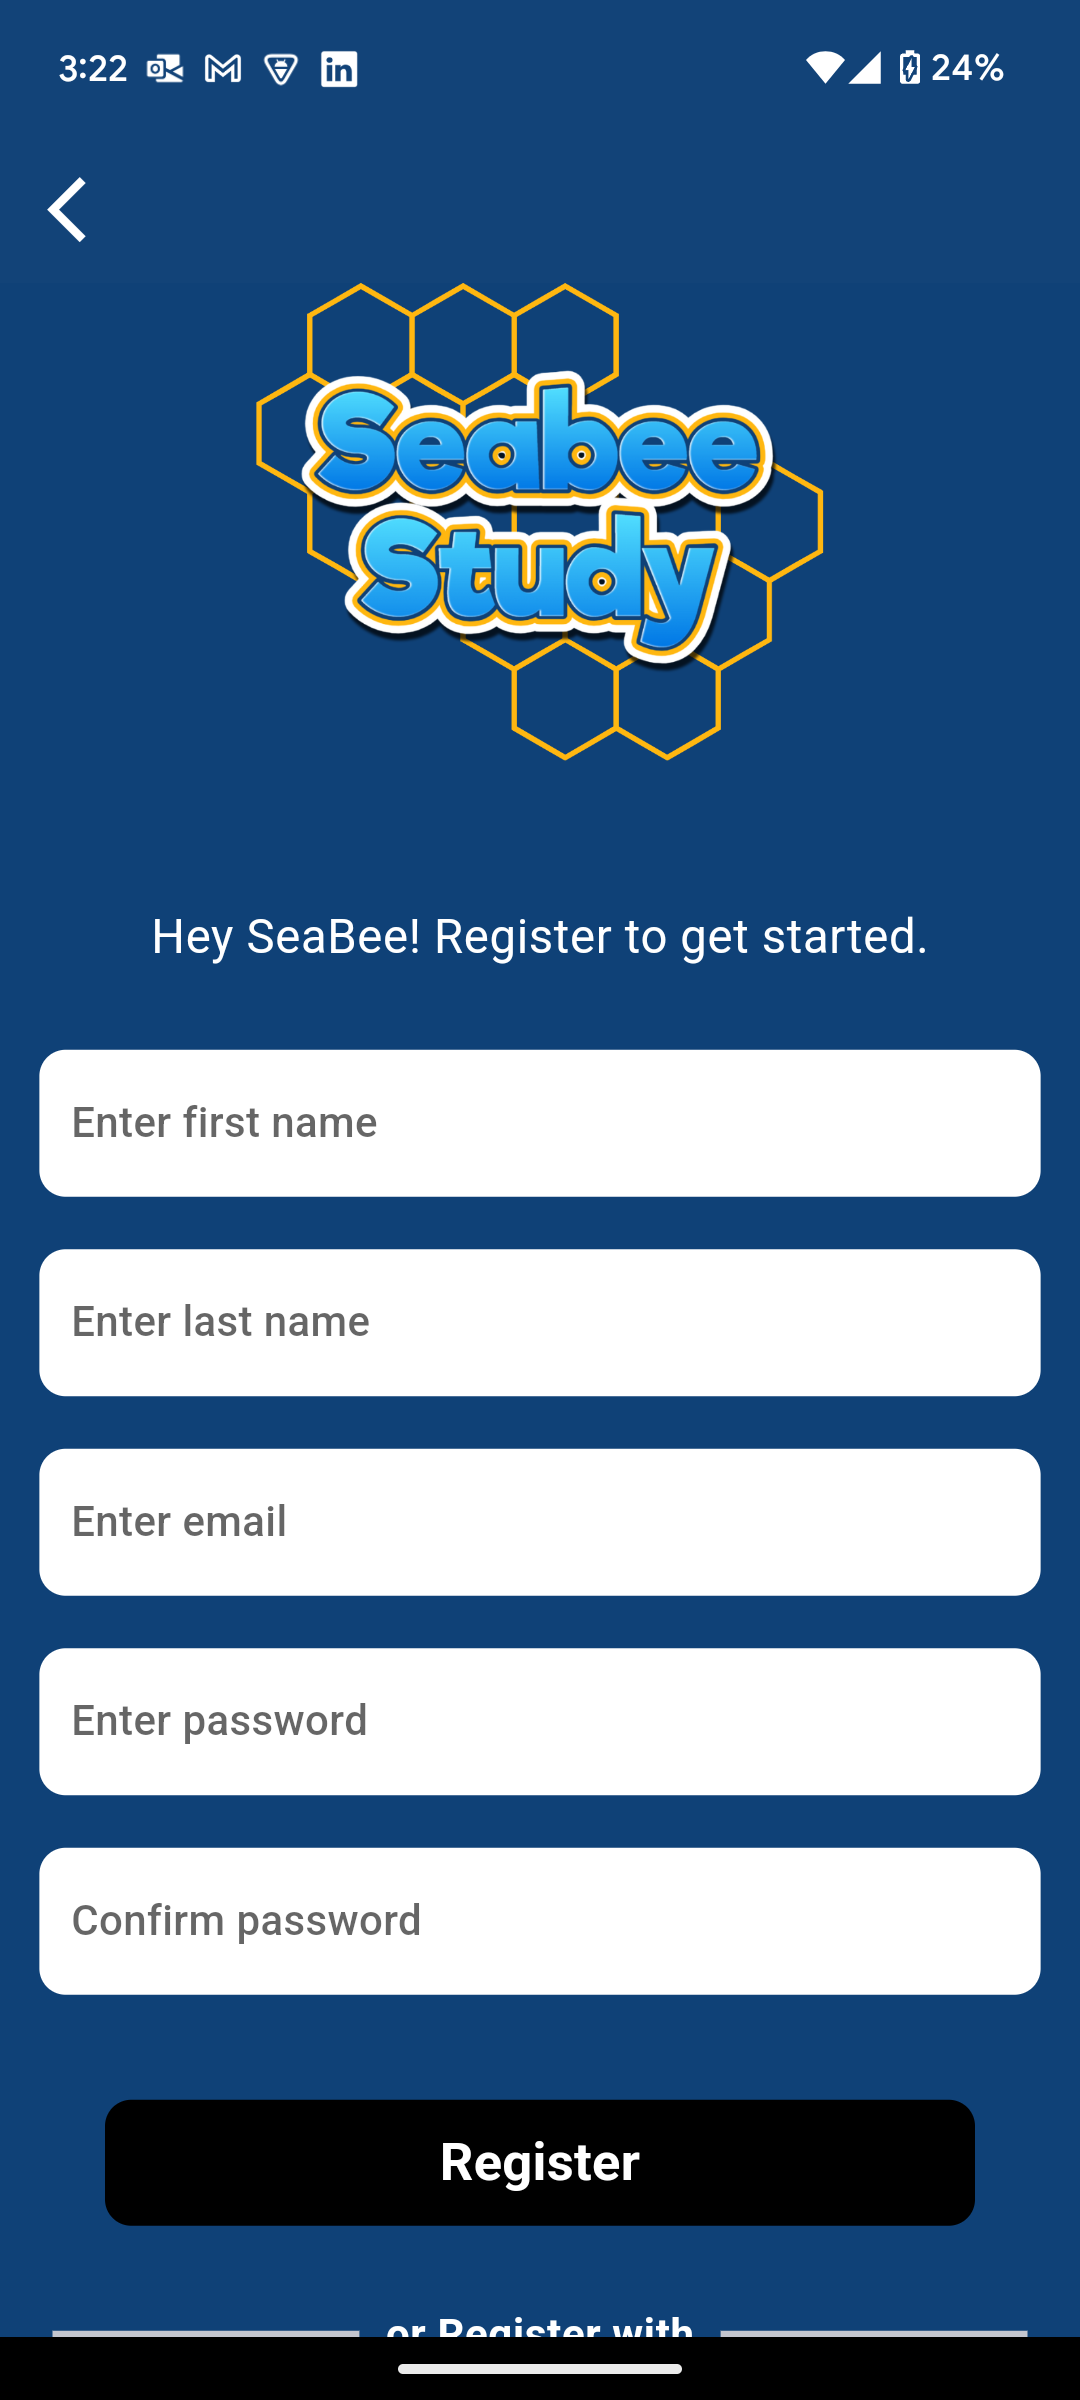 3:22
24%
Seabee
Study
Hey SeaBee! Register to get started.
Enter first name
Enter last name
Enter email
Enter password
Confirm password
Register
or Register with